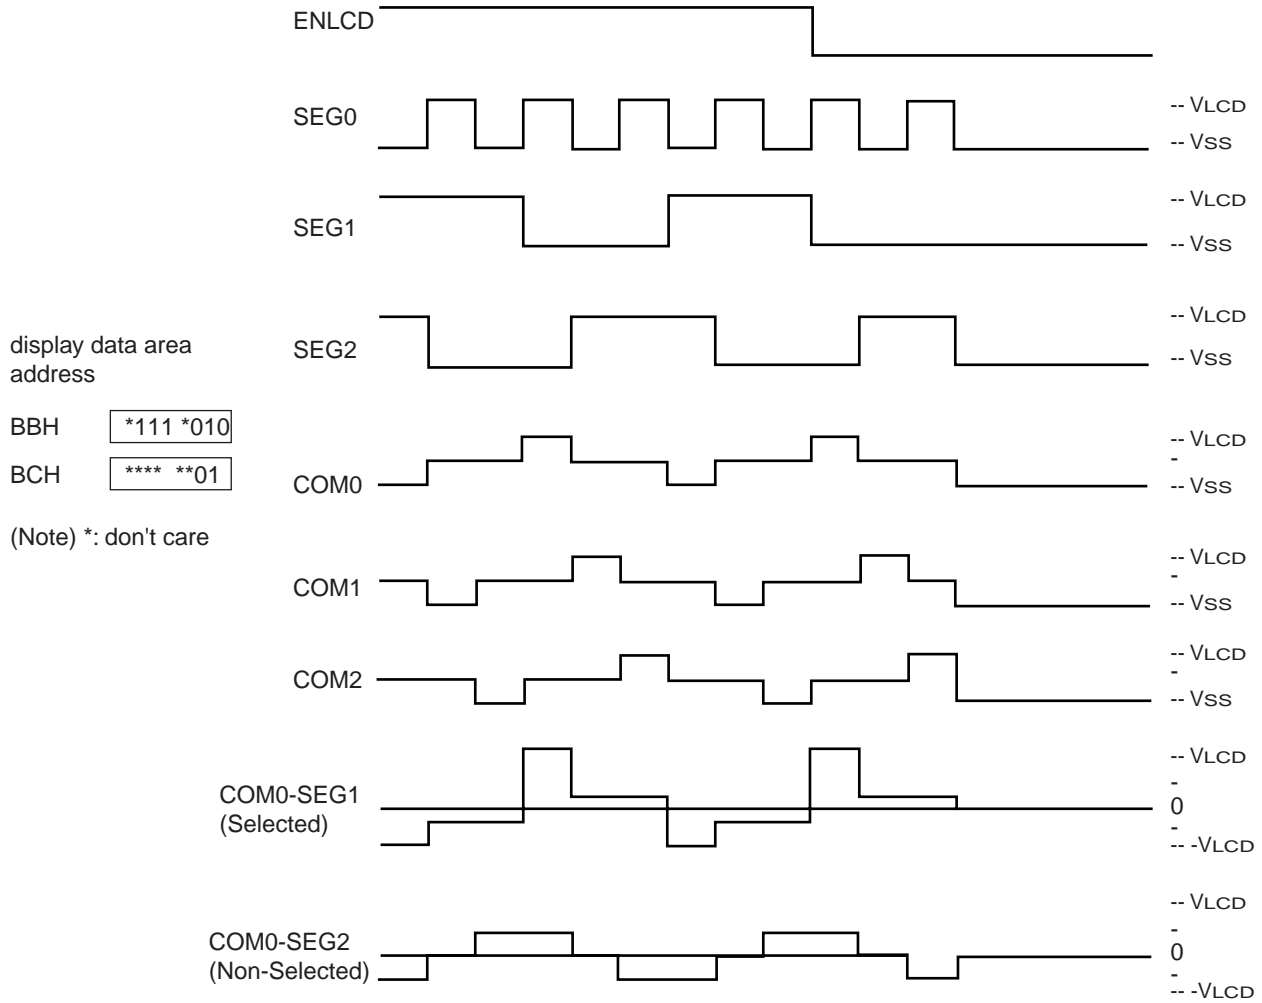 ENLCD
SEG0
-- VLCD
-- VSS
SEG1
-- VLCD
-- VSS
SEG2
-- VLCD
-- VSS
display data area
address
BBH *111 *010
BCH **** **01
(Note) *: don't care
COM0
-- VLCD
-
-- VSS
COM1
-- VLCD
-
-- VSS
COM2
-- VLCD
-
-- VSS
COM0-SEG1
(Selected)
-- VLCD
-
0
-
-- -VLCD
COM0-SEG2
(Non-Selected)
-- VLCD
-
0
-
-- -VLCD